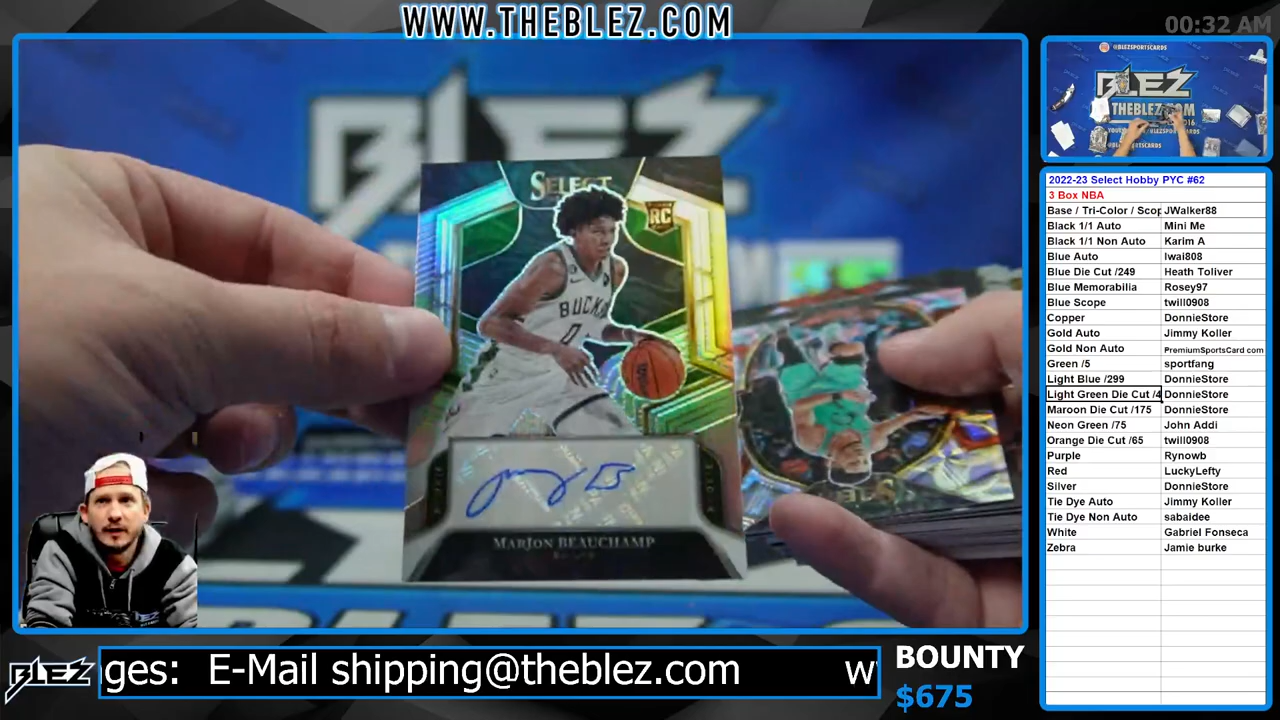 WWW.THEBLEZ.COM
00:32 AM
BLEZ
SELECT
RC
BUCKS
0
MARJON BEAUCHAMP
@BLEZSPORTSCARDS
BLEZ
THEBLEZ.COM
2022-23 Select Hobby PYC #62
3 Box NBA
Base / Tri-Color / Scop JWalker88
Black 1/1 Auto Mini Me
Black 1/1 Non Auto Karim A
Blue Auto Iwai808
Blue Die Cut /249 Heath Toliver
Blue Memorabilia Rosey97
Blue Scope twill0908
Copper DonnieStore
Gold Auto Jimmy Koller
Gold Non Auto PremiumSportsCard com
Green /5 sportfang
Light Blue /299 DonnieStore
Light Green Die Cut /4 DonnieStore
Maroon Die Cut /175 DonnieStore
Neon Green /75 John Addi
Orange Die Cut /65 twill0908
Purple Rynowb
Red LuckyLefty
Silver DonnieStore
Tie Dye Auto Jimmy Koller
Tie Dye Non Auto sabaidee
White Gabriel Fonseca
Zebra Jamie burke
BLEZ
ges: E-Mail shipping@theblez.com w
BOUNTY
$675